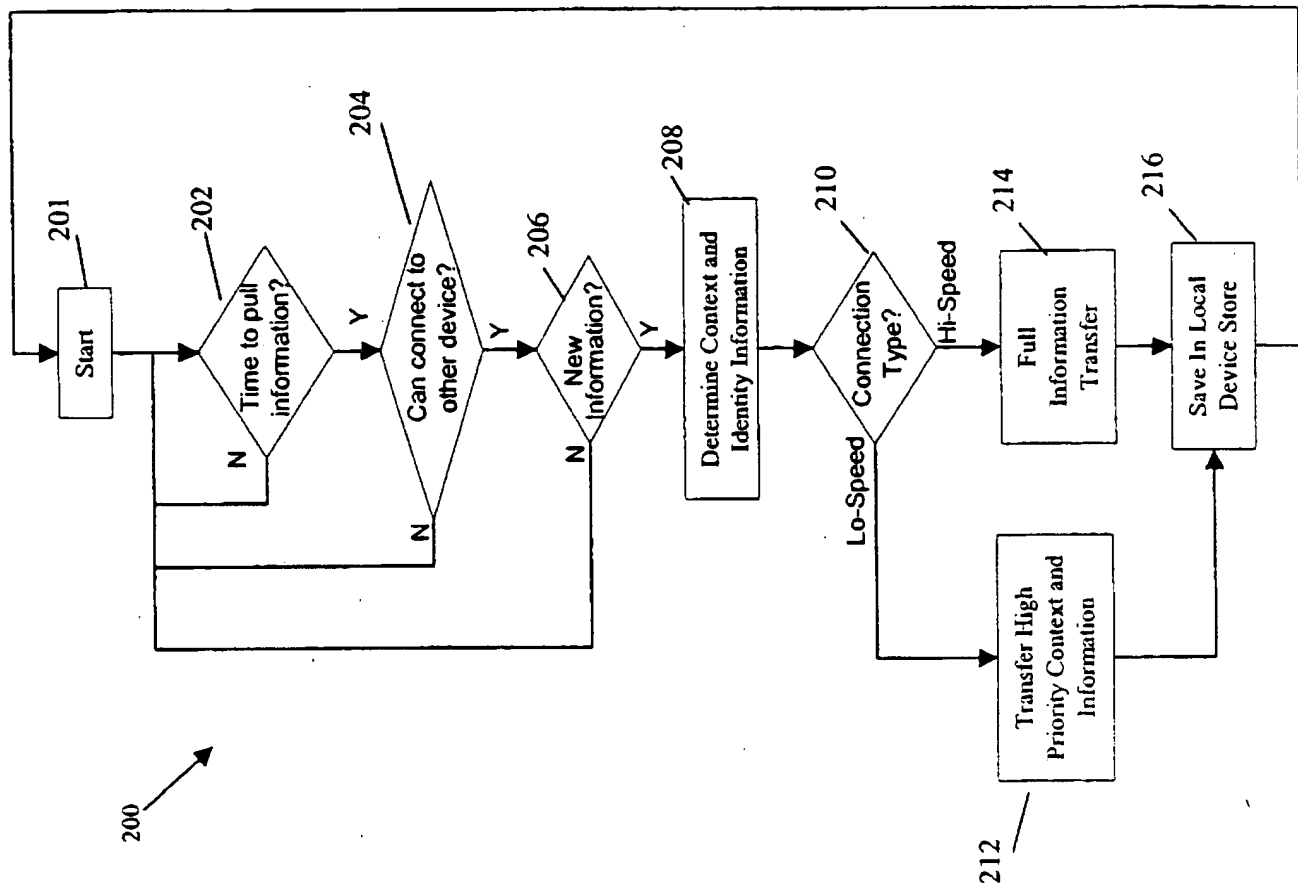 200
201
Start
202
Time to pull
information?
N
Y
204
Can connect to
other device?
N
Y
206
New
Information?
N
Y
208
Determine Context and
Identity Information
210
Connection
Type?
Lo-Speed
Hi-Speed
212
Transfer High
Priority Context and
Information
214
Full
Information
Transfer
216
Save In Local
Device Store